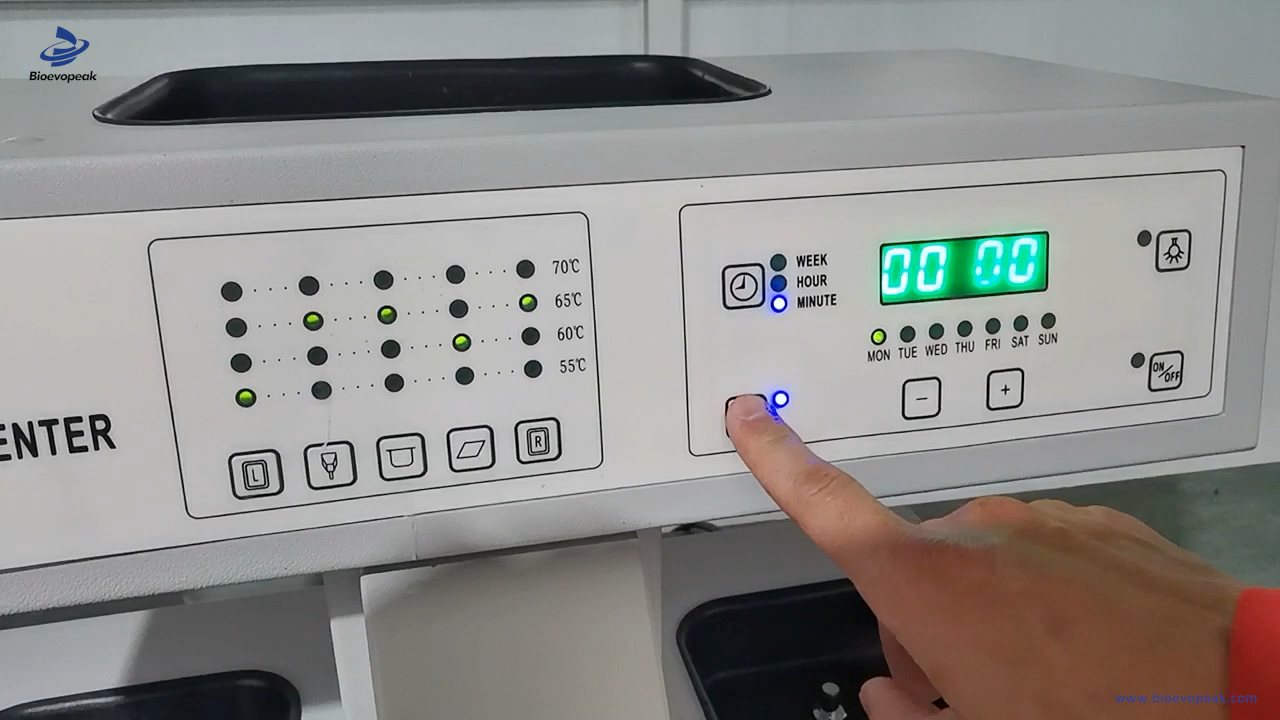 Bioevopeak
ENTER
70℃
65℃
60℃
55℃
L
R
WEEK
HOUR
MINUTE
00 00
MON TUE WED THU FRI SAT SUN
−
+
ON/OFF
www.bioevopeak.com